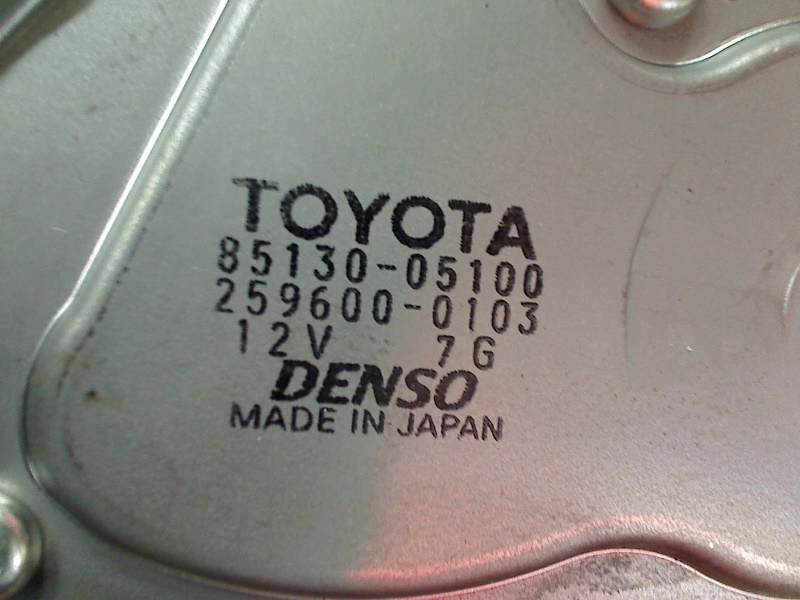 TOYOTA
85130-05100
259600-0103
12V 7G
DENSO
MADE IN JAPAN